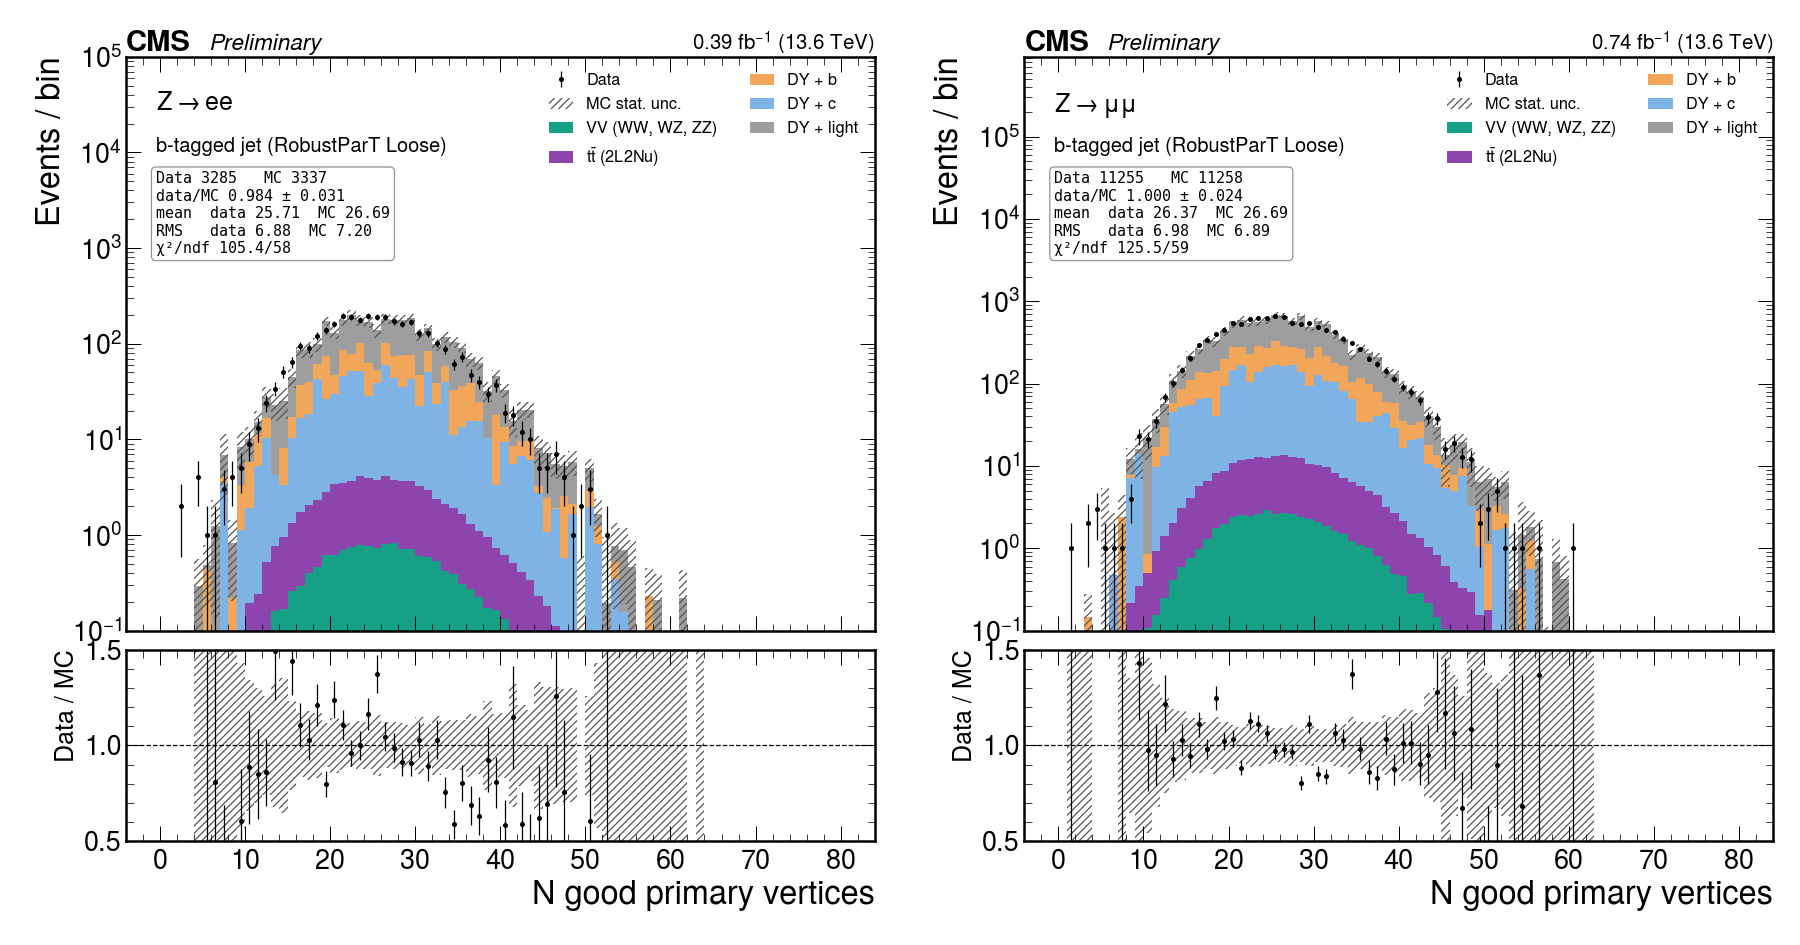 CMS Preliminary 0.39 fb⁻¹ (13.6 TeV)
Events / bin
10⁵
10⁴
10³
10²
10¹
10⁰
10⁻¹
Z → ee
b-tagged jet (RobustParT Loose)
Data 3285 MC 3337
data/MC 0.984 ± 0.031
mean data 25.71 MC 26.69
RMS data 6.88 MC 7.20
χ²/ndf 105.4/58
Data
MC stat. unc.
VV (WW, WZ, ZZ)
tt̄ (2L2Nu)
DY + b
DY + c
DY + light
Data / MC
1.5
1.0
0.5
0 10 20 30 40 50 60 70 80
N good primary vertices
CMS Preliminary 0.74 fb⁻¹ (13.6 TeV)
Events / bin
10⁵
10⁴
10³
10²
10¹
10⁰
10⁻¹
Z → μμ
b-tagged jet (RobustParT Loose)
Data 11255 MC 11258
data/MC 1.000 ± 0.024
mean data 26.37 MC 26.69
RMS data 6.98 MC 6.89
χ²/ndf 125.5/59
Data
MC stat. unc.
VV (WW, WZ, ZZ)
tt̄ (2L2Nu)
DY + b
DY + c
DY + light
Data / MC
1.5
1.0
0.5
0 10 20 30 40 50 60 70 80
N good primary vertices